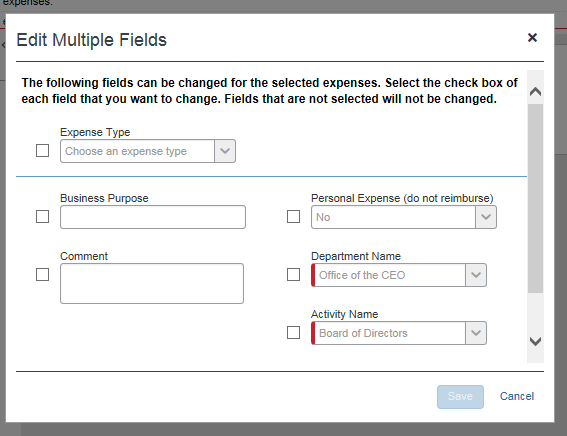 expenses.
Edit Multiple Fields
×
The following fields can be changed for the selected expenses. Select the check box of
each field that you want to change. Fields that are not selected will not be changed.
Expense Type
Choose an expense type
Business Purpose
Personal Expense (do not reimburse)
No
Comment
Department Name
Office of the CEO
Activity Name
Board of Directors
Save
Cancel